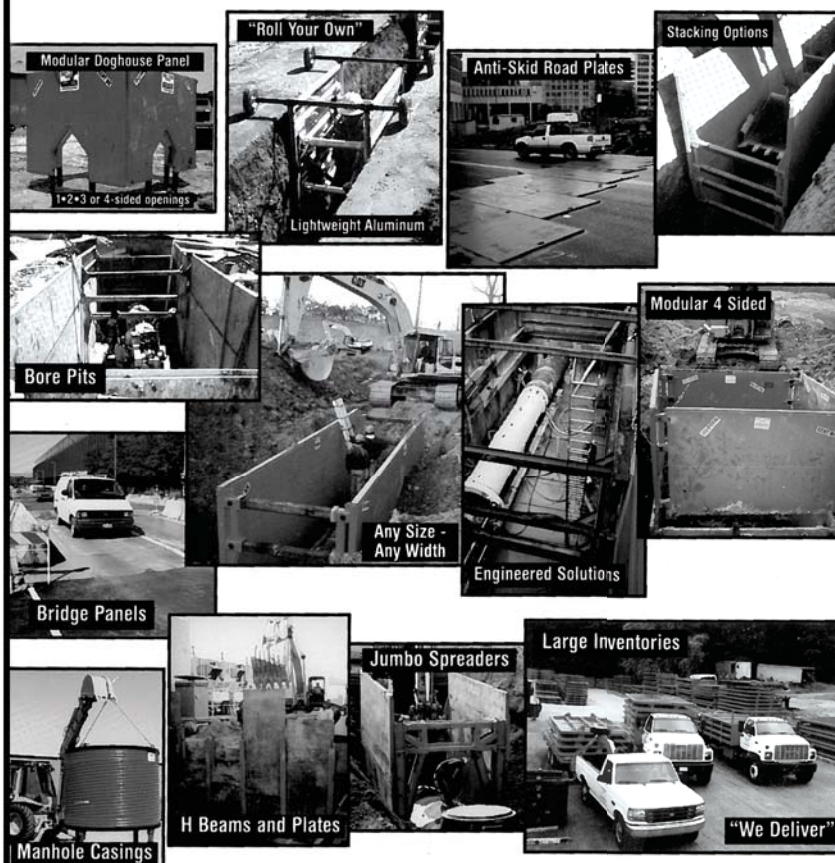 Modular Doghouse Panel
1•2•3 or 4-sided openings
"Roll Your Own"
Lightweight Aluminum
Anti-Skid Road Plates
Stacking Options
Bore Pits
Any Size -
Any Width
Engineered Solutions
Modular 4 Sided
Bridge Panels
Manhole Casings
H Beams and Plates
Jumbo Spreaders
Large Inventories
"We Deliver"